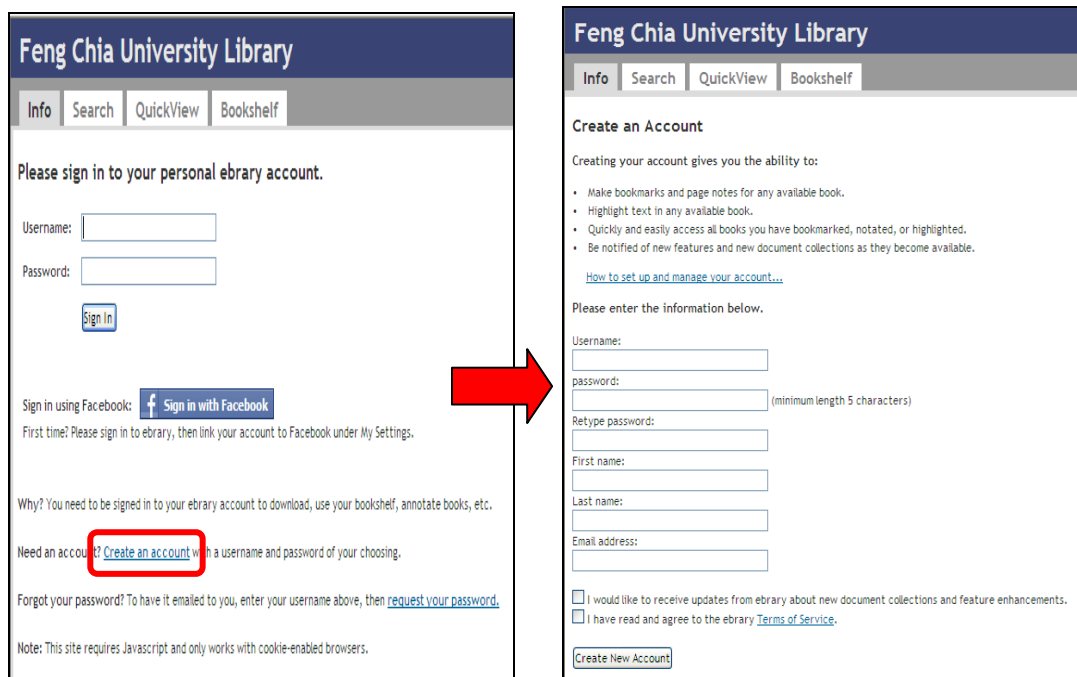 Feng Chia University Library
Info Search QuickView Bookshelf
Please sign in to your personal ebrary account.
Username:
Password:
Sign In
Sign in using Facebook: f Sign in with Facebook
First time? Please sign in to ebrary, then link your account to Facebook under My Settings.
Why? You need to be signed in to your ebrary account to download, use your bookshelf, annotate books, etc.
Need an account? Create an account with a username and password of your choosing.
Forgot your password? To have it emailed to you, enter your username above, then request your password.
Note: This site requires Javascript and only works with cookie-enabled browsers.
Feng Chia University Library
Info Search QuickView Bookshelf
Create an Account
Creating your account gives you the ability to:
• Make bookmarks and page notes for any available book.
• Highlight text in any available book.
• Quickly and easily access all books you have bookmarked, notated, or highlighted.
• Be notified of new features and new document collections as they become available.
How to set up and manage your account...
Please enter the information below.
Username:
password:
(minimum length 5 characters)
Retype password:
First name:
Last name:
Email address:
I would like to receive updates from ebrary about new document collections and feature enhancements.
I have read and agree to the ebrary Terms of Service.
Create New Account